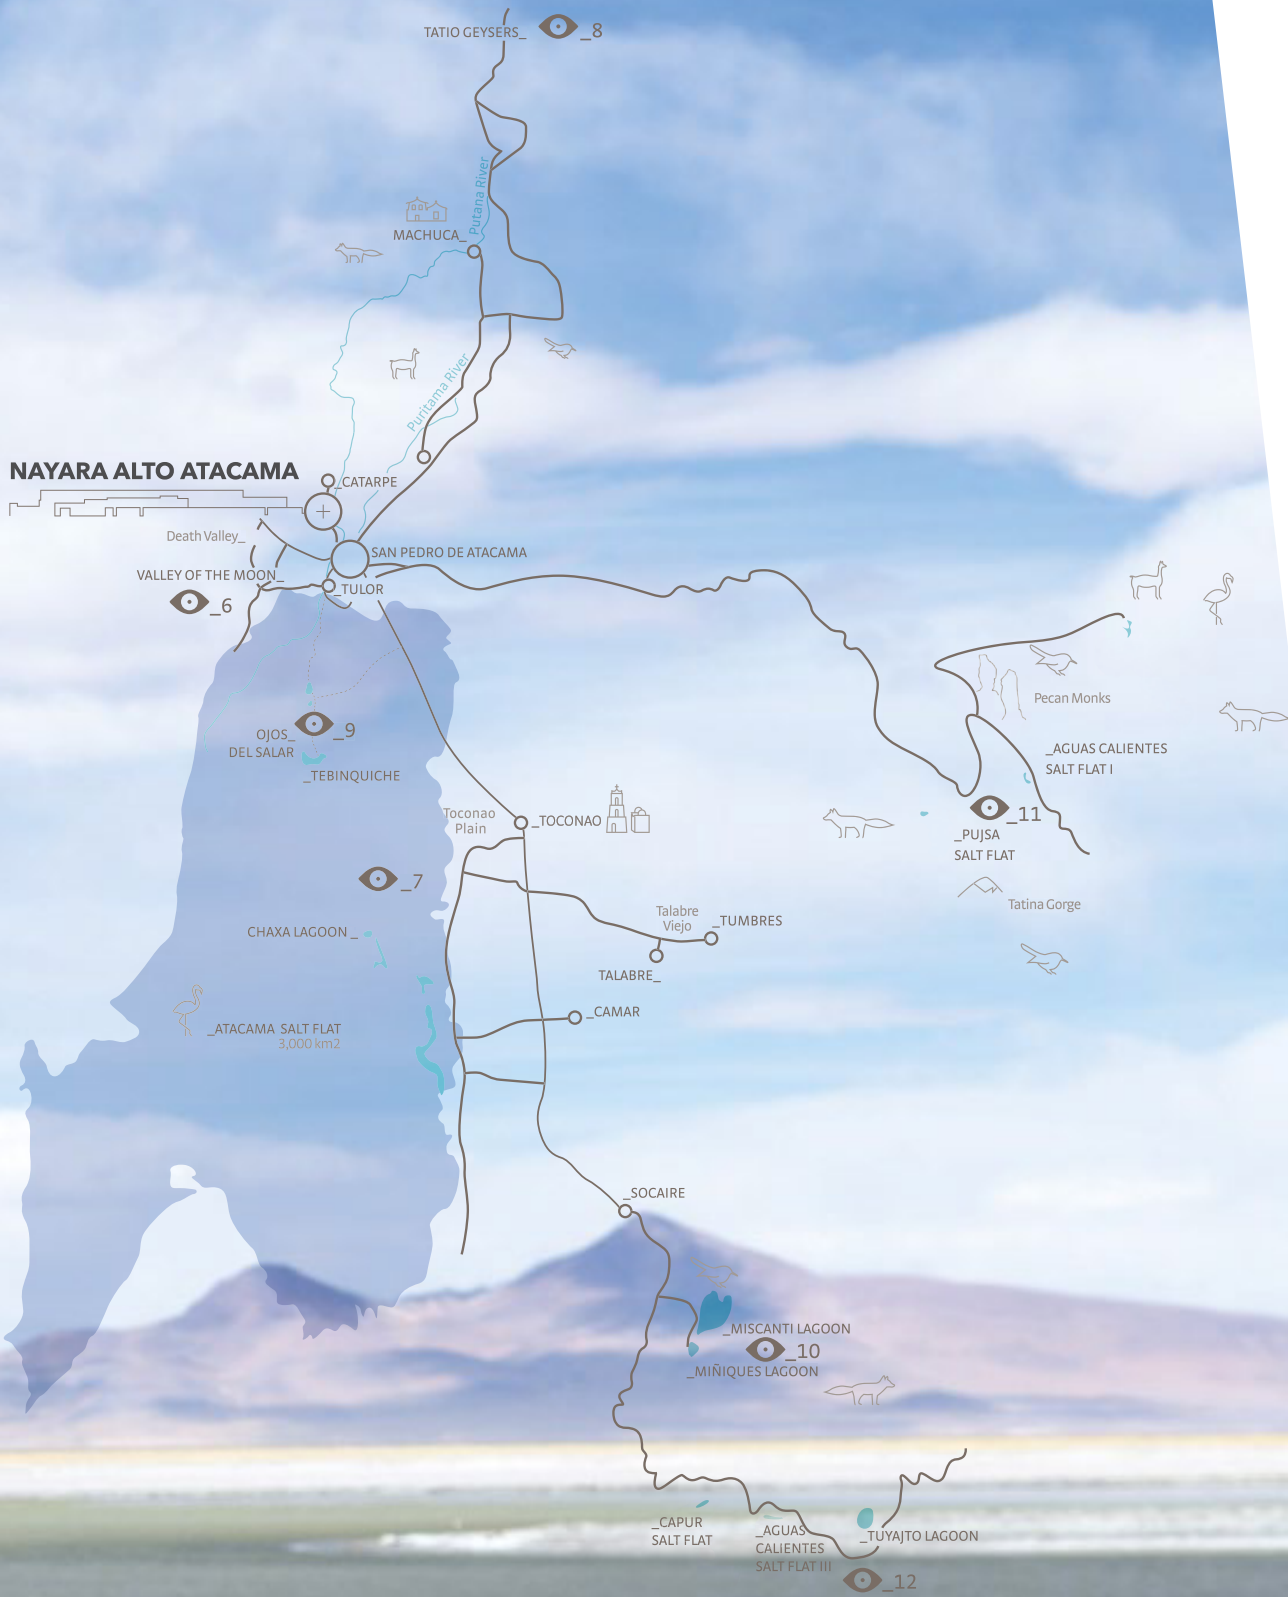 TATIO GEYSERS_
_8
Putana River
MACHUCA_
Puritama River
NAYARA ALTO ATACAMA
_CATARPE
Death Valley_
SAN PEDRO DE ATACAMA
VALLEY OF THE MOON_
_TULOR
_6
Pecan Monks
OJOS_
DEL SALAR
_9
_TEBINQUICHE
_AGUAS CALIENTES
SALT FLAT I
Toconao
Plain
_TOCONAO
_11
_PUJSA
SALT FLAT
_7
Tatina Gorge
Talabre
Viejo
_TUMBRES
CHAXA LAGOON _
TALABRE_
_CAMAR
_ATACAMA SALT FLAT
3,000 km2
_SOCAIRE
_MISCANTI LAGOON
_10
_MIÑIQUES LAGOON
_CAPUR
SALT FLAT
_AGUAS
CALIENTES
SALT FLAT III
_TUYAJTO LAGOON
_12